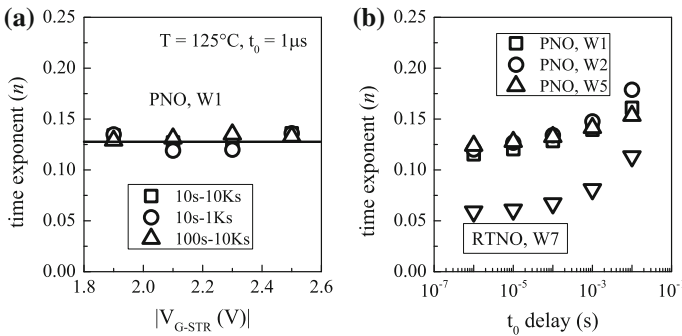 (a)
T = 125°C, t0 = 1μs
PNO, W1
10s-10Ks
10s-1Ks
100s-10Ks
time exponent (n)
0.25
0.20
0.15
0.10
0.05
0.00
1.8 2.0 2.2 2.4 2.6
|VG-STR (V)|
(b)
PNO, W1
PNO, W2
PNO, W5
RTNO, W7
time exponent (n)
0.25
0.20
0.15
0.10
0.05
0.00
10-7 10-5 10-3 10-1
t0 delay (s)